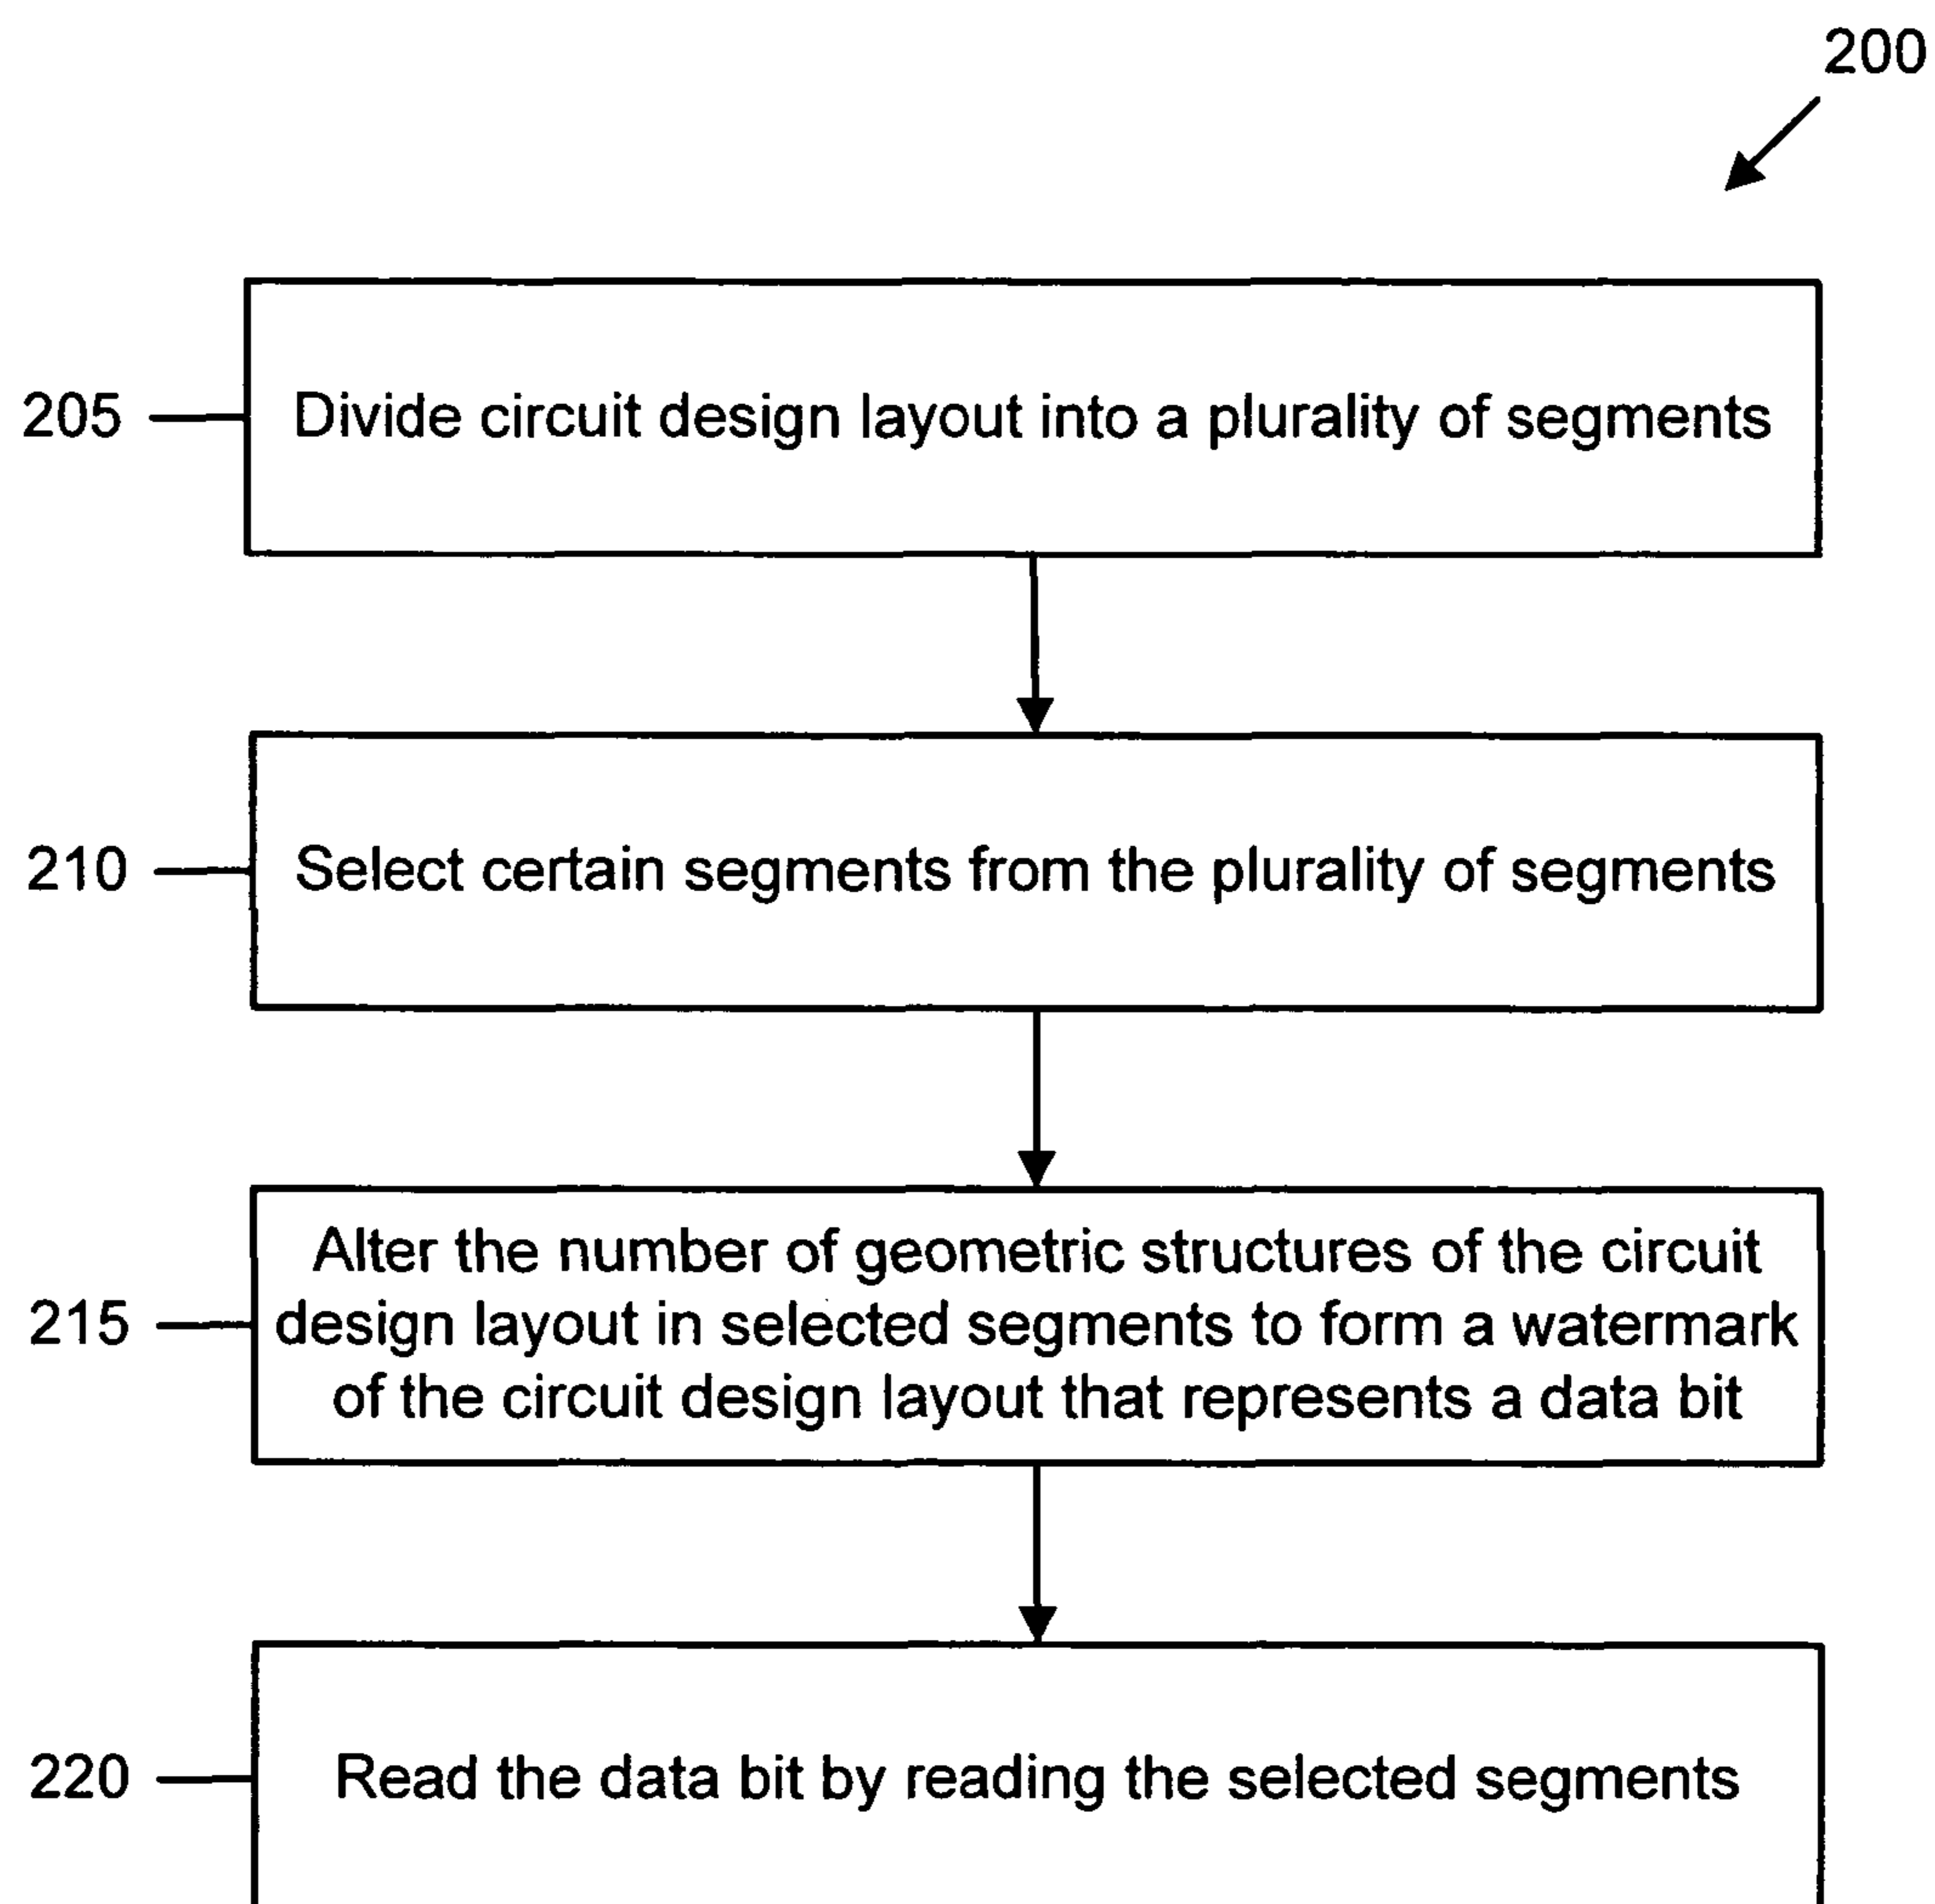 200
205
Divide circuit design layout into a plurality of segments
210
Select certain segments from the plurality of segments
215
Alter the number of geometric structures of the circuit
design layout in selected segments to form a watermark
of the circuit design layout that represents a data bit
220
Read the data bit by reading the selected segments